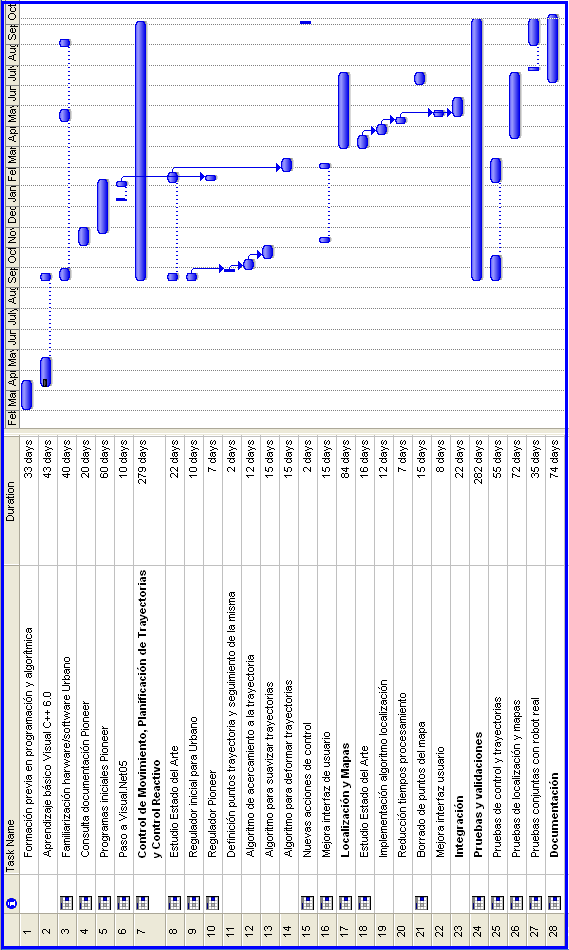 Task Name Duration Feb Mar Apr May Jun July Aug Sep Oct Nov Dec Jan Feb Mar Apr May Jun July Aug Sep Oct
1 Formación previa en programación y algorítmica 33 days
2 Aprendizaje básico Visual C++ 6.0 43 days
3 Familiarización harware/software Urbano 40 days
4 Consulta documentación Pioneer 20 days
5 Programas iniciales Pioneer 60 days
6 Paso a Visual.Net05 10 days
7 Control de Movimiento, Planificación de Trayectorias 279 days
y Control Reactivo
8 Estudio Estado del Arte 22 days
9 Regulador inicial para Urbano 10 days
10 Regulador Pioneer 7 days
11 Definición puntos trayectoria y seguimiento de la misma 2 days
12 Algoritmo de acercamiento a la trayectoria 12 days
13 Algoritmo para suavizar trayectorias 15 days
14 Algoritmo para deformar trayectorias 15 days
15 Nuevas acciones de control 2 days
16 Mejora interfaz de usuario 15 days
17 Localización y Mapas 84 days
18 Estudio Estado del Arte 16 days
19 Implementación algoritmo localización 12 days
20 Reducción tiempos procesamiento 7 days
21 Borrado de puntos del mapa 15 days
22 Mejora interfaz usuario 8 days
23 Integración 22 days
24 Pruebas y validaciones 282 days
25 Pruebas de control y trayectorias 55 days
26 Pruebas de localización y mapas 72 days
27 Pruebas conjuntas con robot real 35 days
28 Documentación 74 days